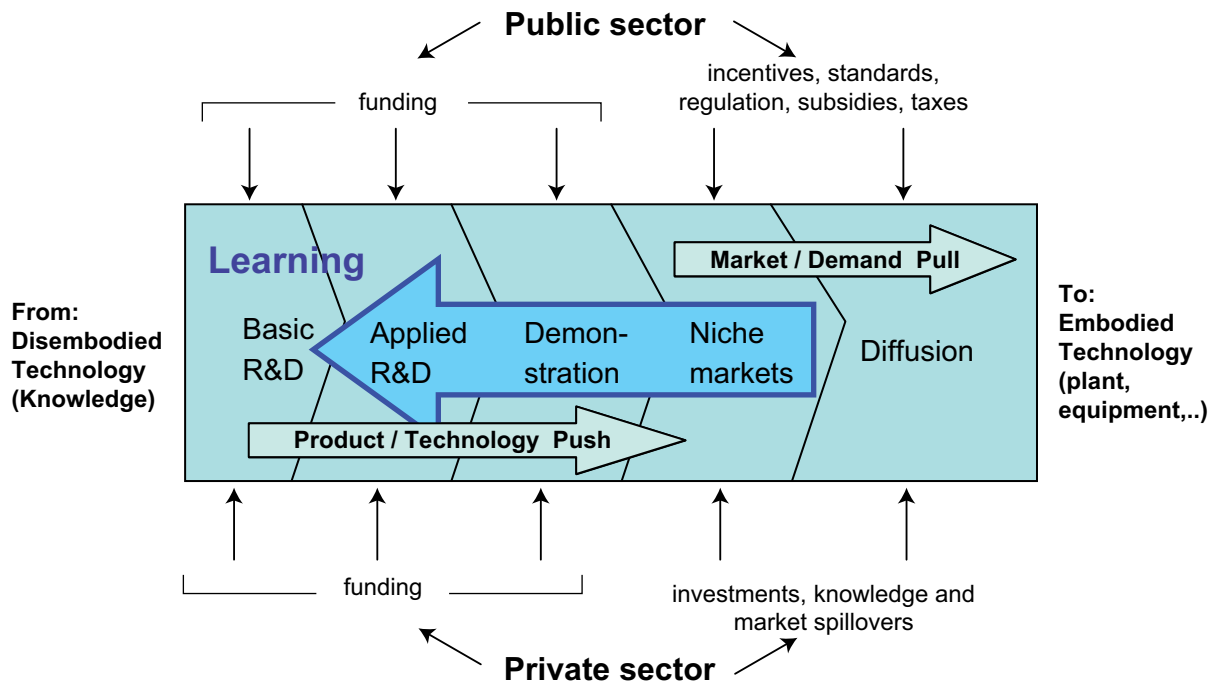 Public sector
funding
incentives, standards,
regulation, subsidies, taxes
Learning
Market / Demand Pull
From:
Disembodied
Technology
(Knowledge)
Basic
R&D
Applied
R&D
Demon-
stration
Niche
markets
Diffusion
To:
Embodied
Technology
(plant,
equipment,..)
Product / Technology Push
funding
investments, knowledge and
market spillovers
Private sector